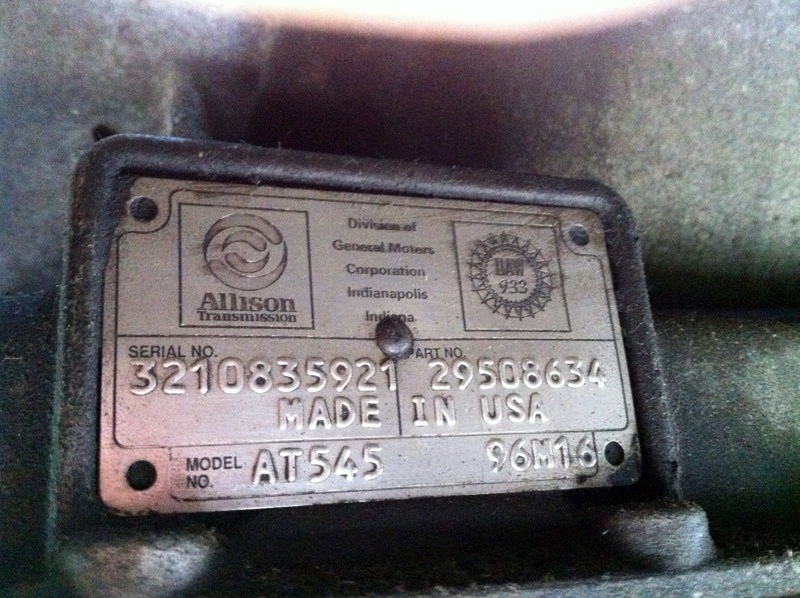 Division of
General Motors
Corporation
Indianapolis
Indiana
Allison
Transmission
UAW
933
SERIAL NO.
3210835921
PART NO.
29508634
MADE IN USA
MODEL NO.
AT545
96M16